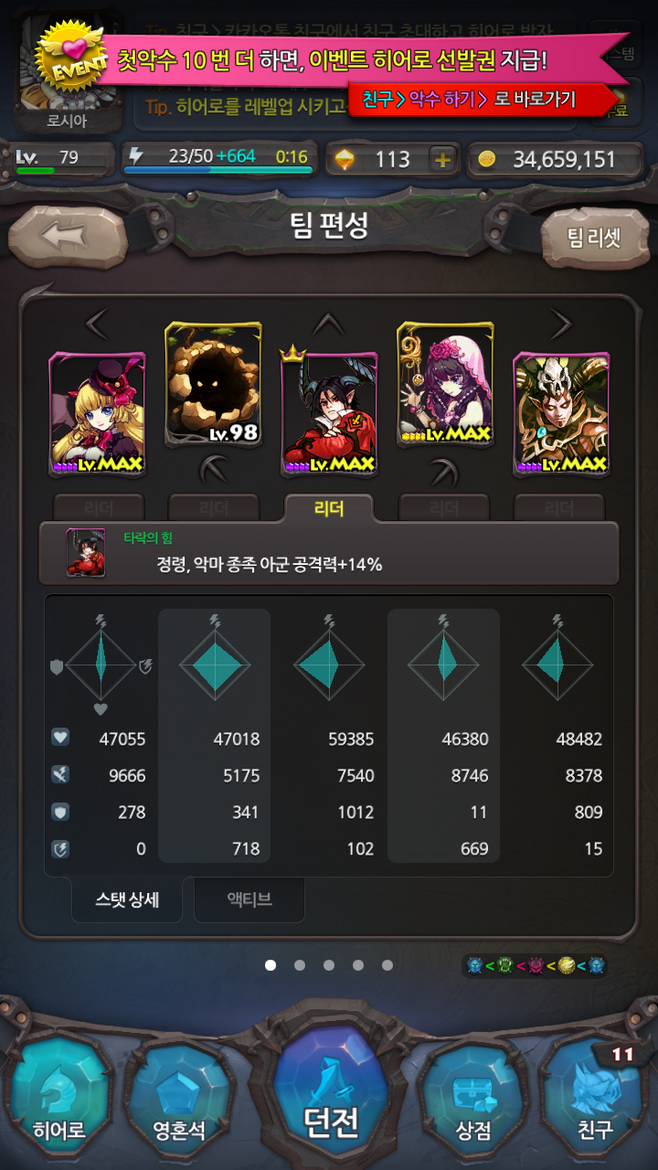 Tip. 친구 > 카카오톡 친구에서 친구 초대하고 히어로 받자
EVENT
첫악수 10 번 더 하면, 이벤트 히어로 선발권 지급!
스템
Tip. 히어로를 레벨업 시키고
친구 > 악수 하기 > 로 바로가기
로시아
Lv. 79
23/50 +664 0:16
113
34,659,151
팀 편성
팀 리셋
Lv.MAX
Lv.98
Lv.MAX
Lv.MAX
Lv.MAX
리더 리더 리더 리더 리더
타락의 힘
정령, 악마 종족 아군 공격력+14%
47055 47018 59385 46380 48482
9666 5175 7540 8746 8378
278 341 1012 11 809
0 718 102 669 15
스탯 상세
액티브
< < < <
11
히어로
영혼석
던전
상점
친구